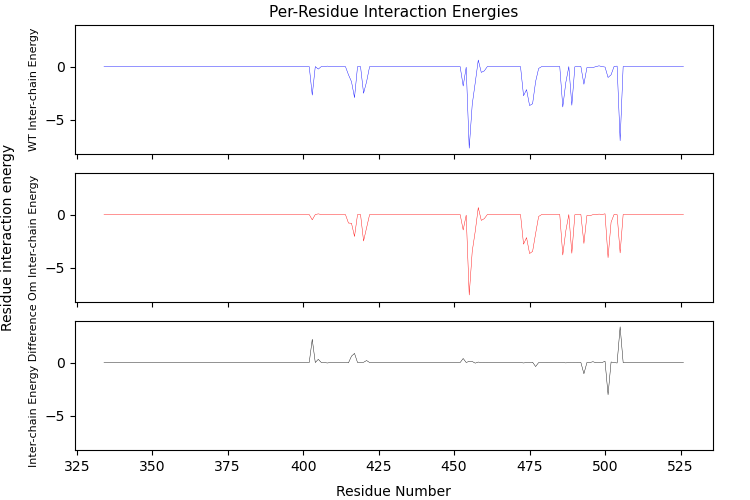 Per-Residue Interaction Energies
Residue interaction energy
WT Inter-chain Energy
0
−5
Om Inter-chain Energy
0
−5
Inter-chain Energy Difference
0
−5
325 350 375 400 425 450 475 500 525
Residue Number